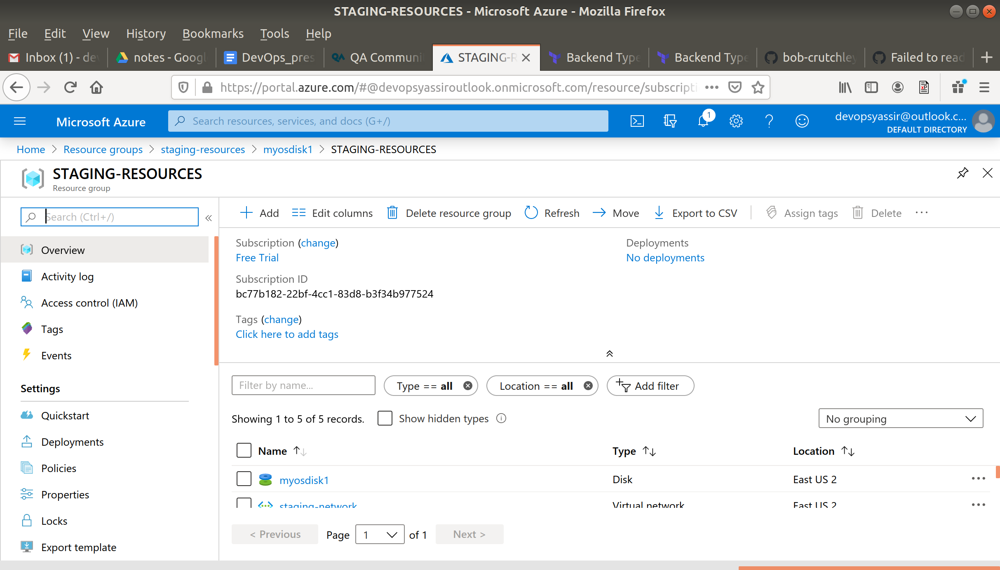 STAGING-RESOURCES - Microsoft Azure - Mozilla Firefox
File Edit View History Bookmarks Tools Help
Inbox (1) - dev notes - Googl DevOps_pres QA Communi STAGING-R Backend Type Backend Type bob-crutchley Failed to read
https://portal.azure.com/#@devopsyassiroutlook.onmicrosoft.com/resource/subscripti
Microsoft Azure Search resources, services, and docs (G+/) 1 devopsyassir@outlook.c...
DEFAULT DIRECTORY
Home > Resource groups > staging-resources > myosdisk1 > STAGING-RESOURCES
STAGING-RESOURCES
Resource group
Search (Ctrl+/) «
Overview
Activity log
Access control (IAM)
Tags
Events
Settings
Quickstart
Deployments
Policies
Properties
Locks
Export template
Add Edit columns Delete resource group Refresh Move Export to CSV Assign tags Delete ...
Subscription (change)
Free Trial
Subscription ID
bc77b182-22bf-4cc1-83d8-b3f34b977524
Tags (change)
Click here to add tags
Deployments
No deployments
Filter by name... Type == all Location == all Add filter
Showing 1 to 5 of 5 records. Show hidden types No grouping
Name Type Location
myosdisk1 Disk East US 2
staging-network Virtual network East US 2
< Previous Page 1 of 1 Next >